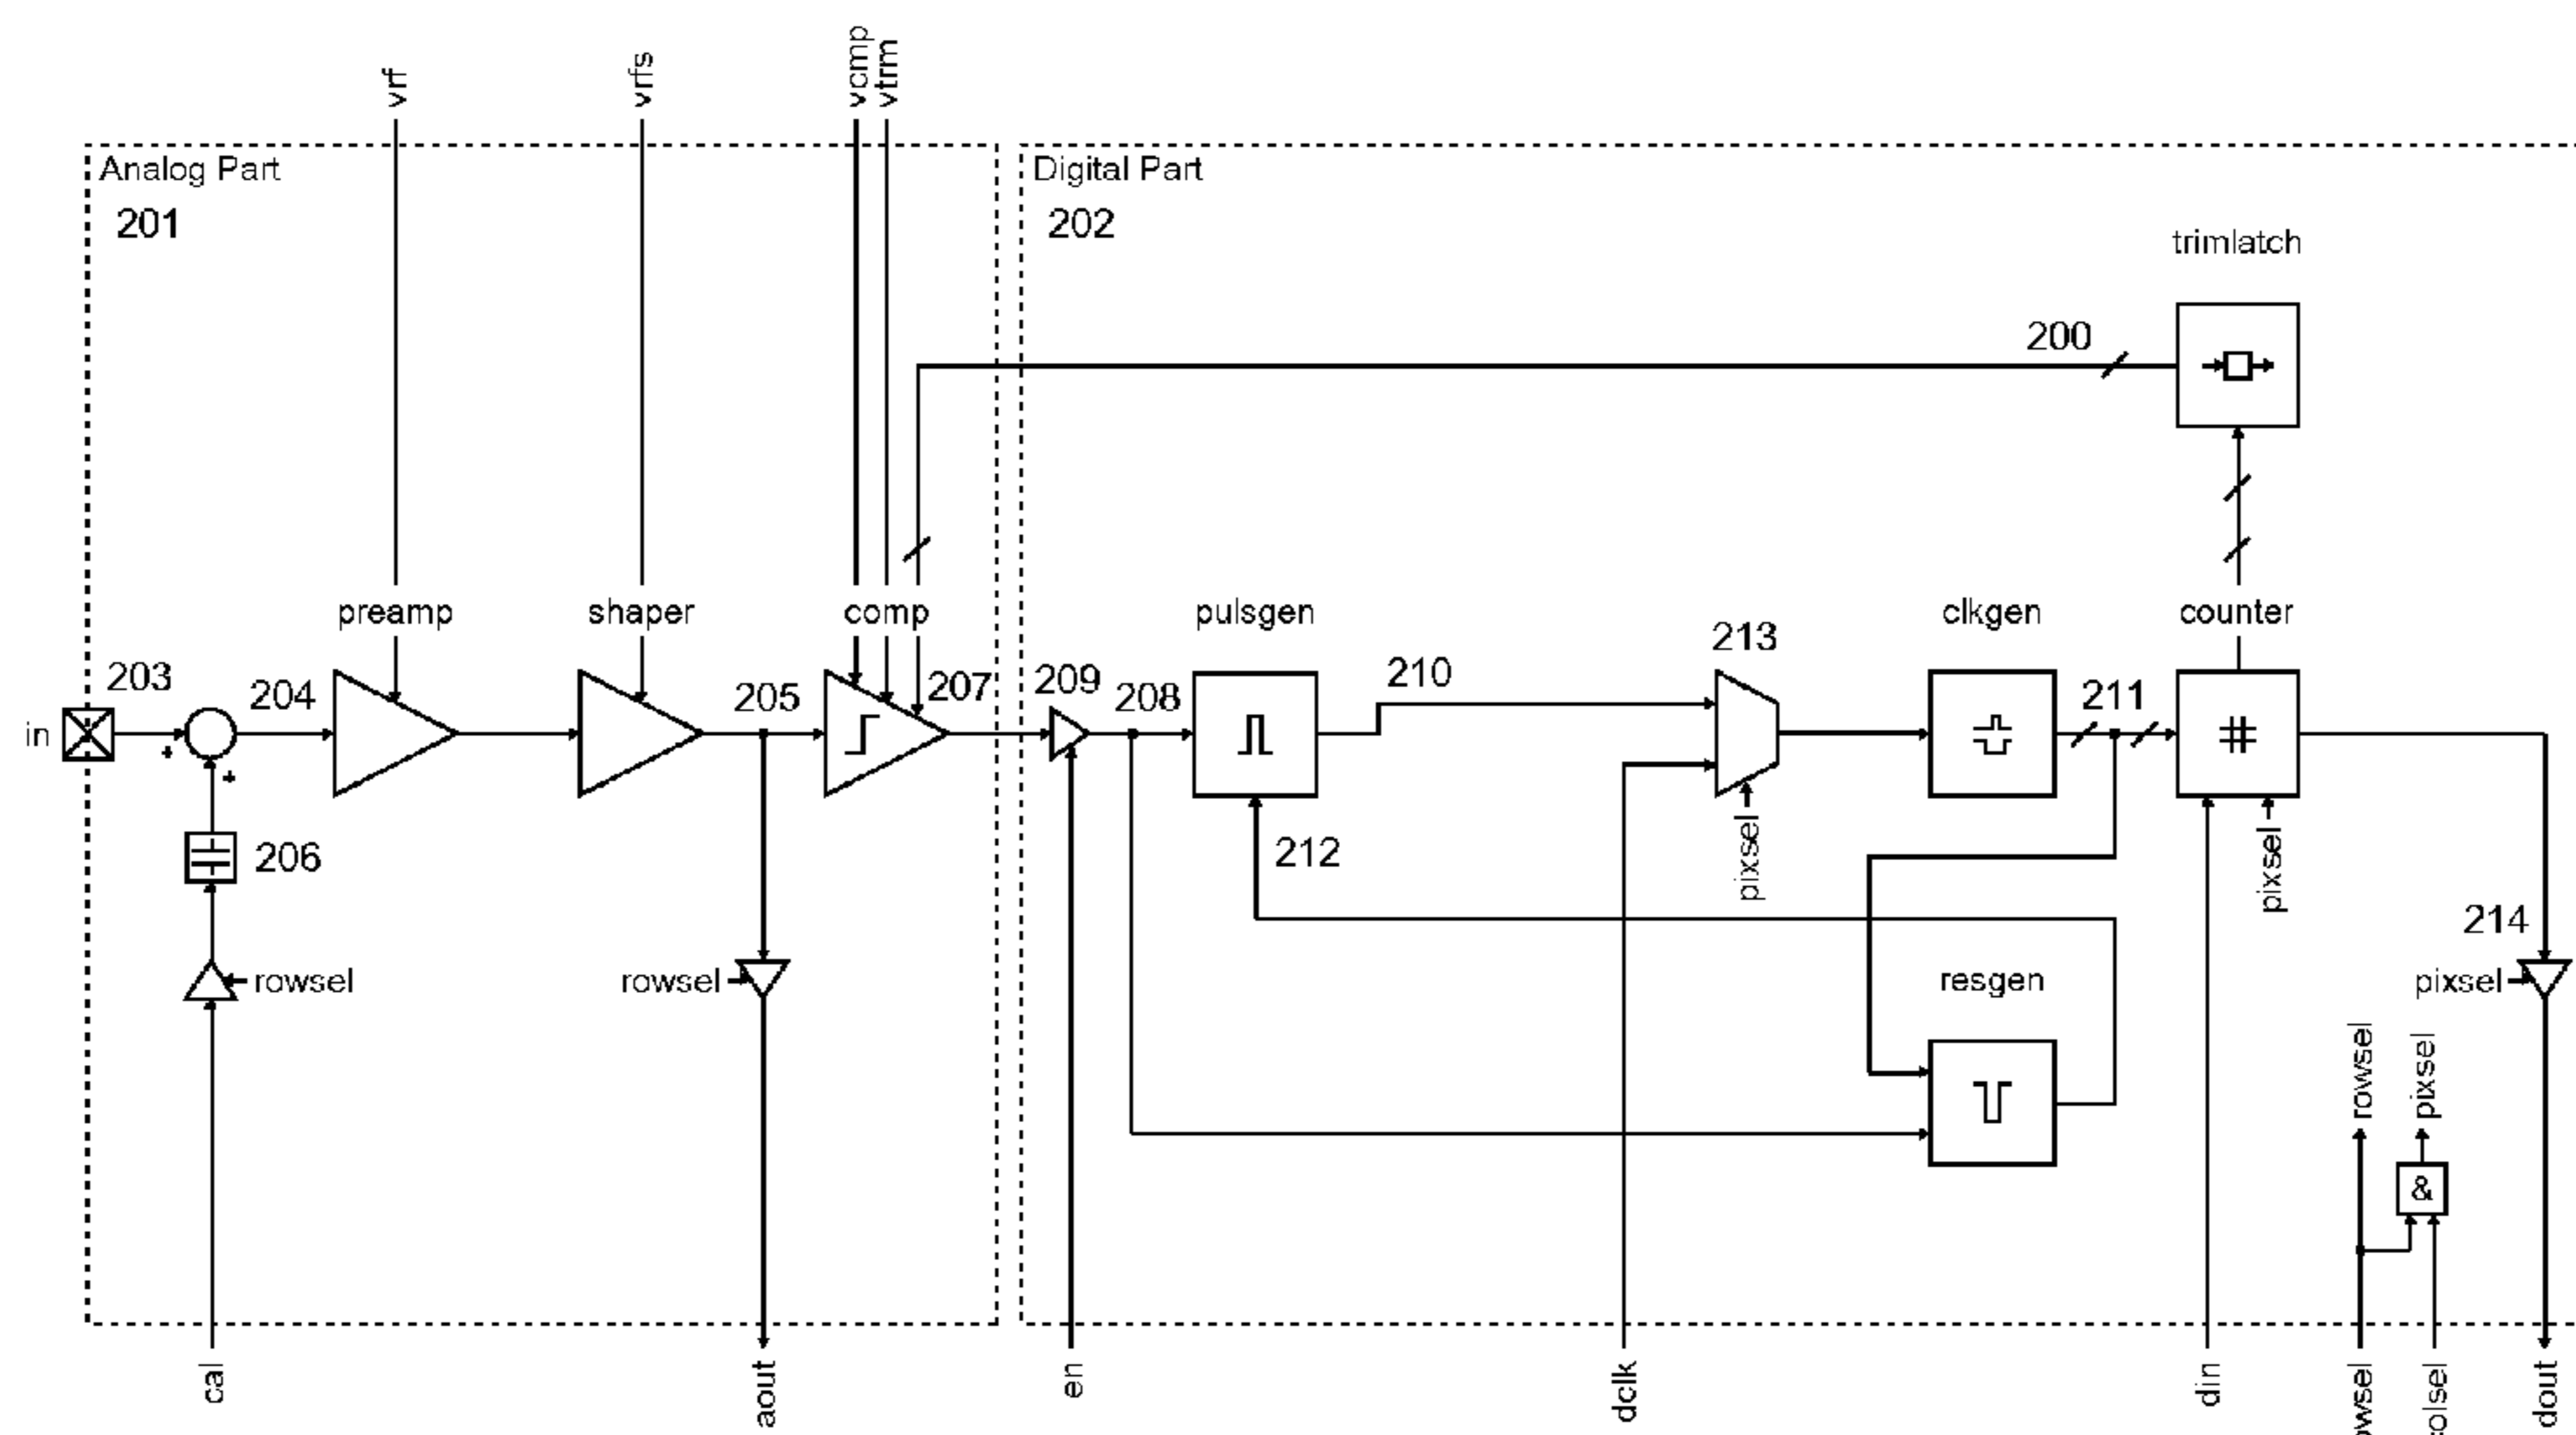 vrf
vrfs
vcmp
vtrm
Analog Part
201
Digital Part
202
trimlatch
200
preamp
shaper
comp
pulsgen
clkgen
counter
213
203
204
205
207
209
208
210
211
in
+
+
206
212
pixsel
pixsel
#
214
rowsel
rowsel
resgen
pixsel
rowsel
pixsel
&
cal
aout
en
dclk
din
owsel
colsel
dout